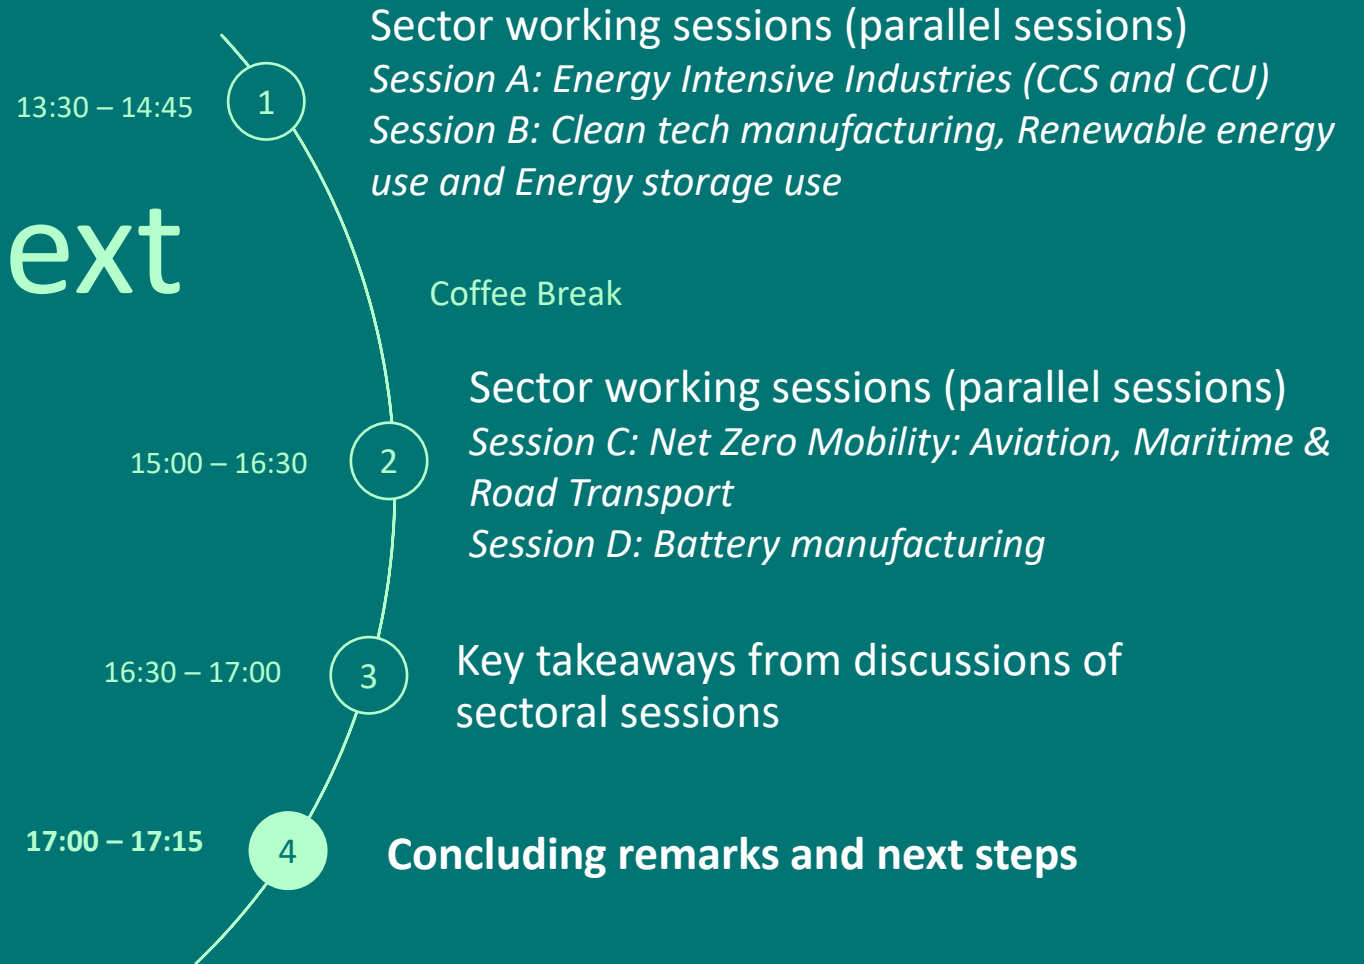 13:30 – 14:45
1
Sector working sessions (parallel sessions)
Session A: Energy Intensive Industries (CCS and CCU)
Session B: Clean tech manufacturing, Renewable energy
use and Energy storage use
ext
Coffee Break
15:00 – 16:30
2
Sector working sessions (parallel sessions)
Session C: Net Zero Mobility: Aviation, Maritime &
Road Transport
Session D: Battery manufacturing
16:30 – 17:00
3
Key takeaways from discussions of
sectoral sessions
17:00 – 17:15
4
Concluding remarks and next steps